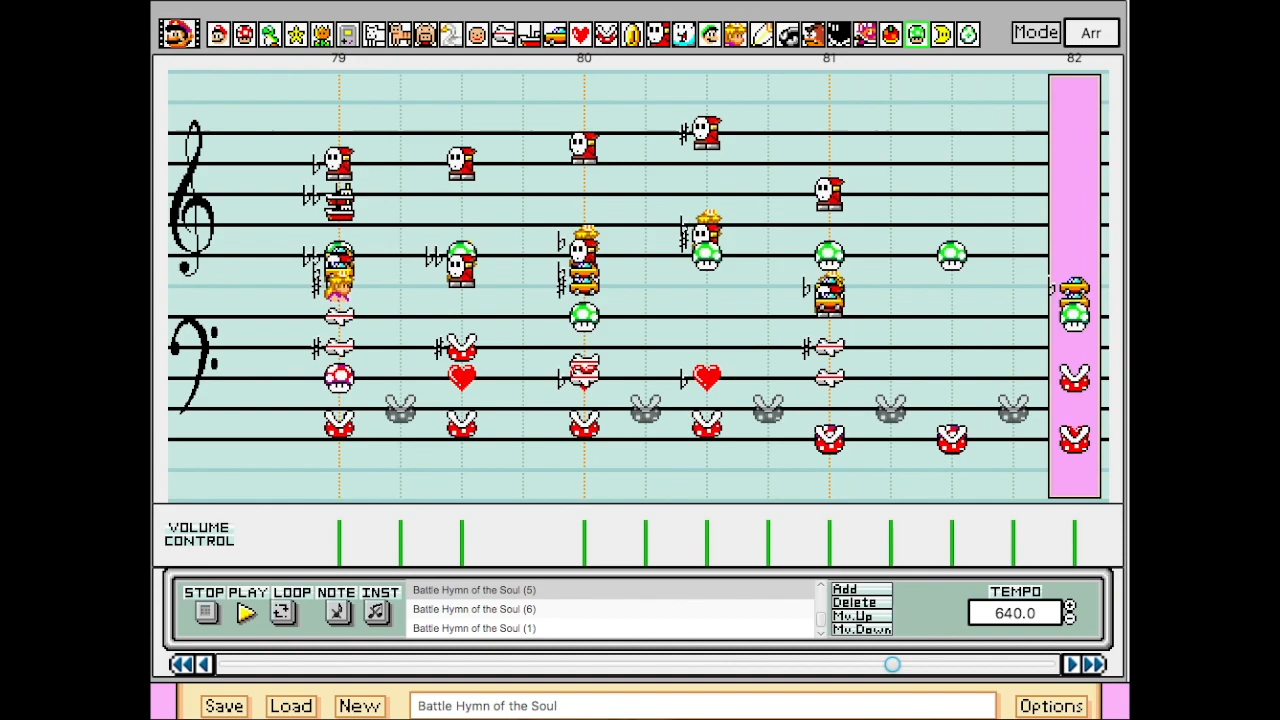 Mode Arr
79 80 81 82
VOLUME
CONTROL
STOP PLAY LOOP NOTE INST
Battle Hymn of the Soul (5)
Battle Hymn of the Soul (6)
Battle Hymn of the Soul (1)
Add
Delete
Mv.Up
Mv.Down
TEMPO
640.0
Save Load New Battle Hymn of the Soul Options